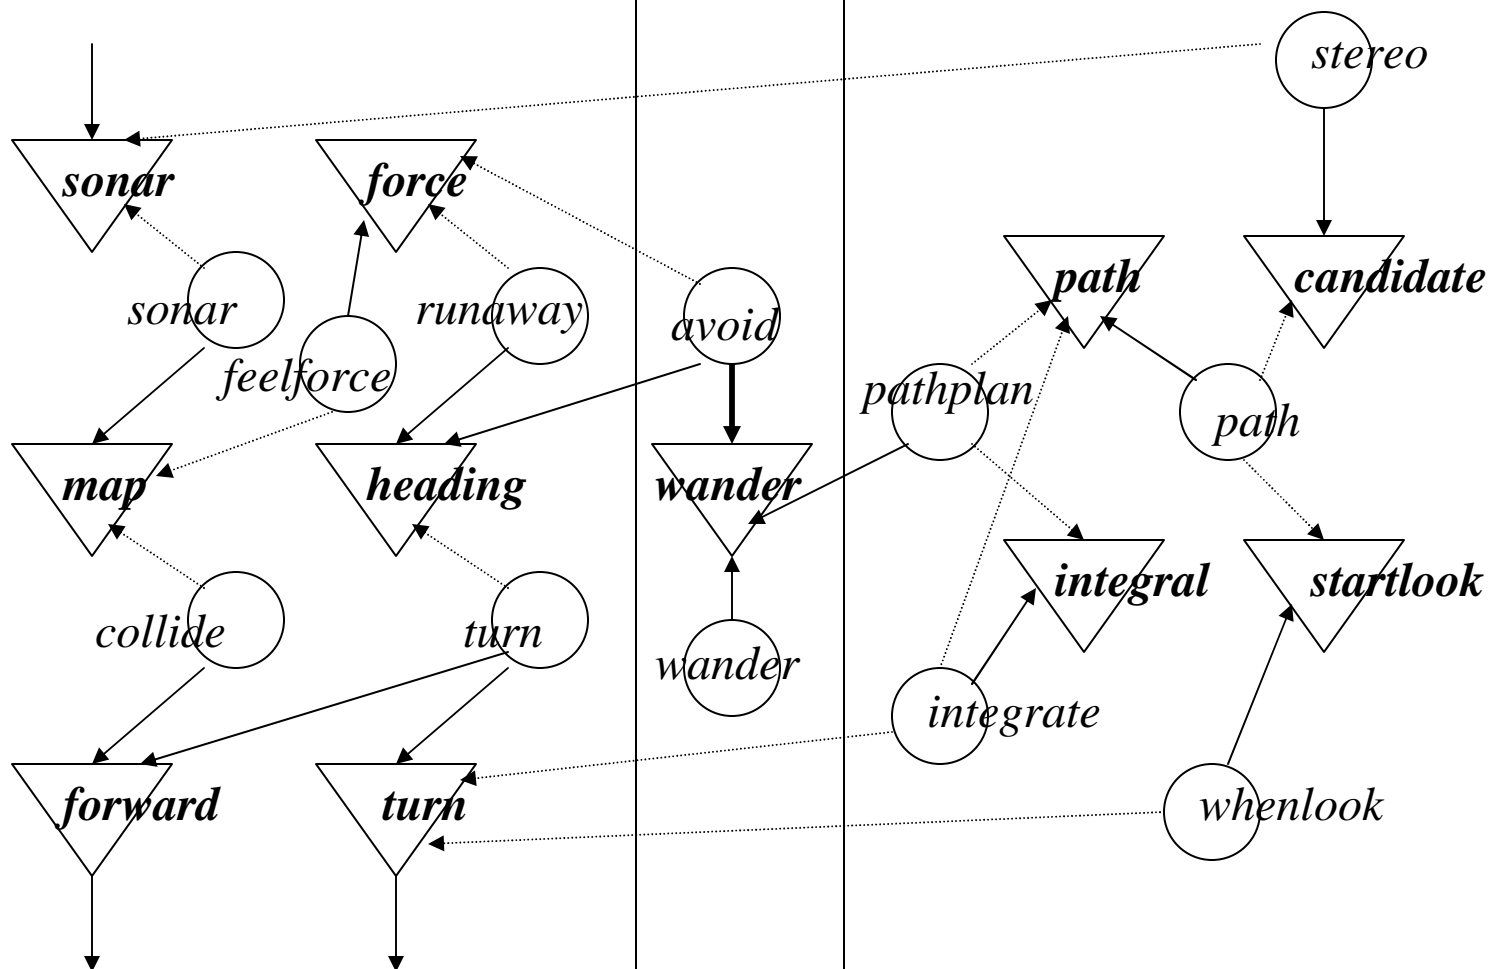 stereo
sonar
force
path
candidate
sonar
runaway
avoid
feelforce
pathplan
path
map
heading
wander
integral
startlook
collide
turn
wander
integrate
forward
turn
whenlook